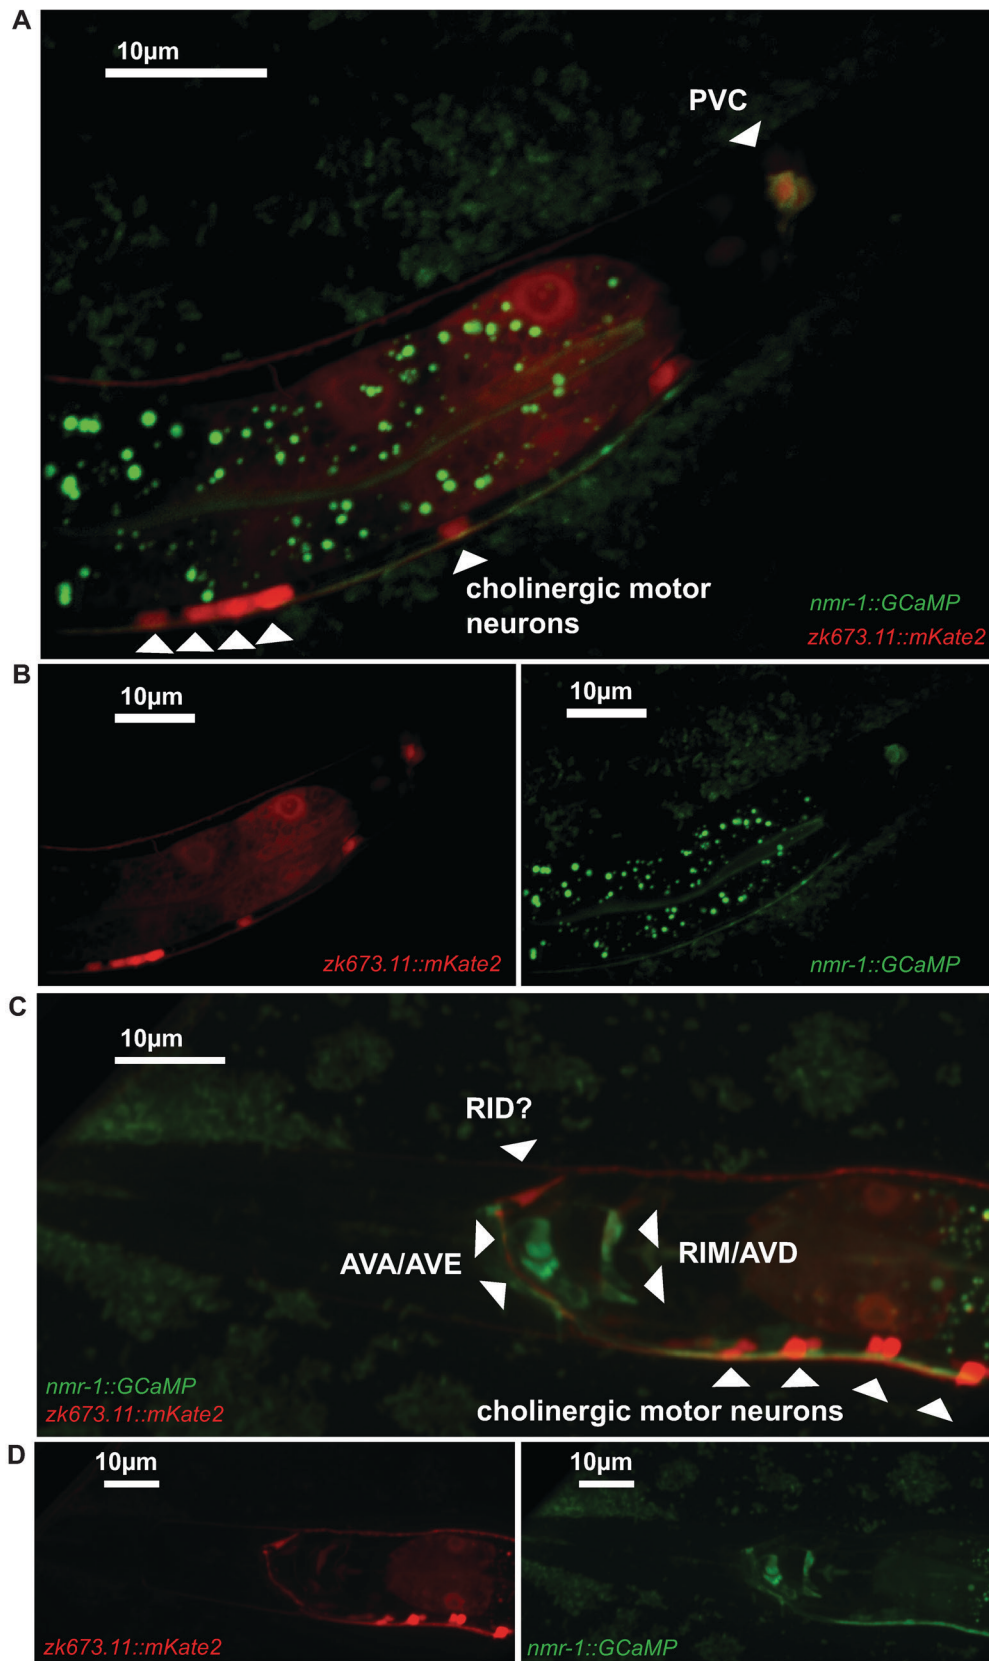 A
10µm
PVC
cholinergic motor
neurons
nmr-1::GCaMP
zk673.11::mKate2
B
10µm
zk673.11::mKate2
10µm
nmr-1::GCaMP
C
10µm
RID?
AVA/AVE
RIM/AVD
nmr-1::GCaMP
zk673.11::mKate2
cholinergic motor neurons
D
10µm
zk673.11::mKate2
10µm
nmr-1::GCaMP